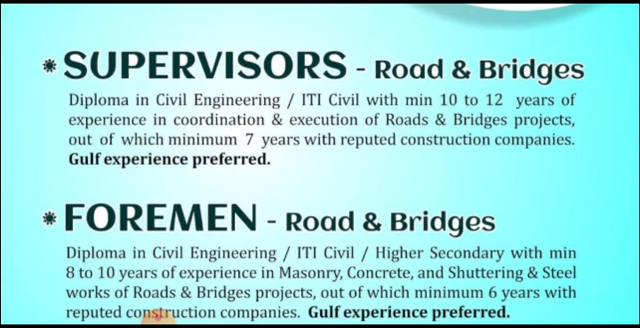 * SUPERVISORS - Road & Bridges
Diploma in Civil Engineering / ITI Civil with min 10 to 12 years of
experience in coordination & execution of Roads & Bridges projects,
out of which minimum 7 years with reputed construction companies.
Gulf experience preferred.
* FOREMEN - Road & Bridges
Diploma in Civil Engineering / ITI Civil / Higher Secondary with min
8 to 10 years of experience in Masonry, Concrete, and Shuttering & Steel
works of Roads & Bridges projects, out of which minimum 6 years with
reputed construction companies. Gulf experience preferred.